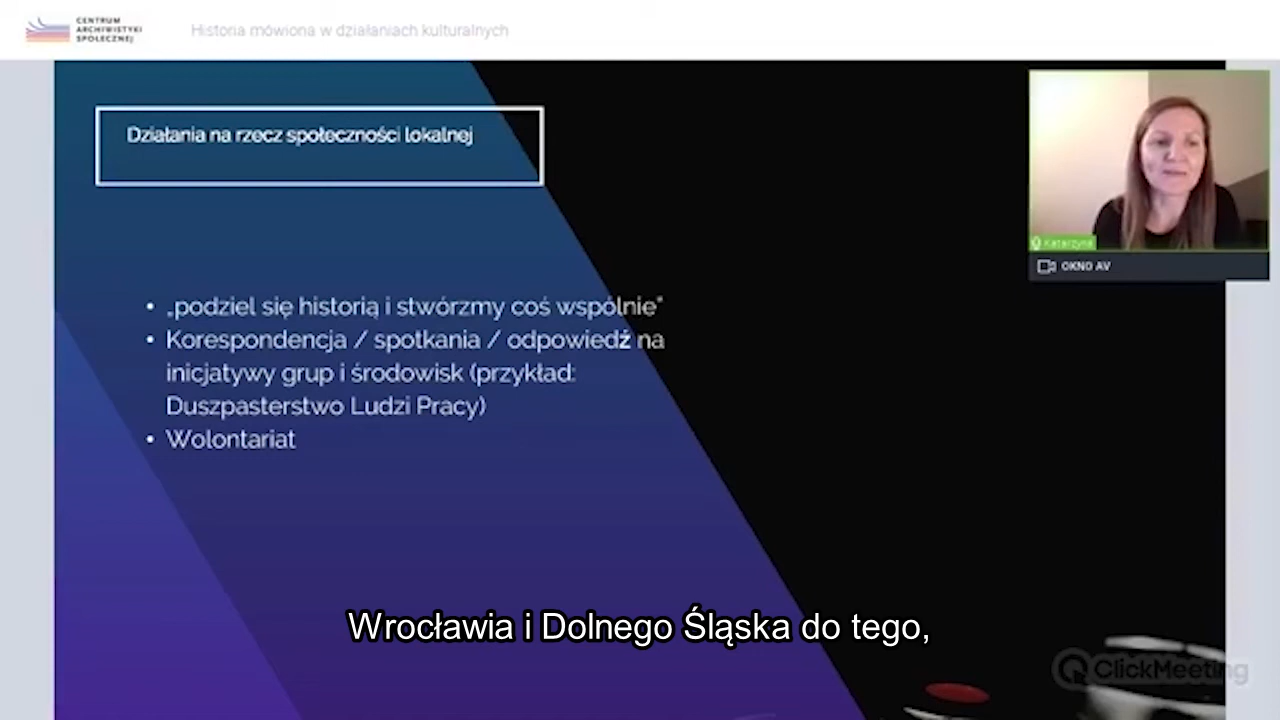 CENTRUM
ARCHIWISTYKI
SPOŁECZNEJ
Historia mówiona w działaniach kulturalnych
Działania na rzecz społeczności lokalnej
• „podziel się historią i stwórzmy coś wspólnie"
• Korespondencja / spotkania / odpowiedź na
inicjatywy grup i środowisk (przykład:
Duszpasterstwo Ludzi Pracy)
• Wolontariat
Katarzyna
OKNO AV
Wrocławia i Dolnego Śląska do tego,
ClickMeeting